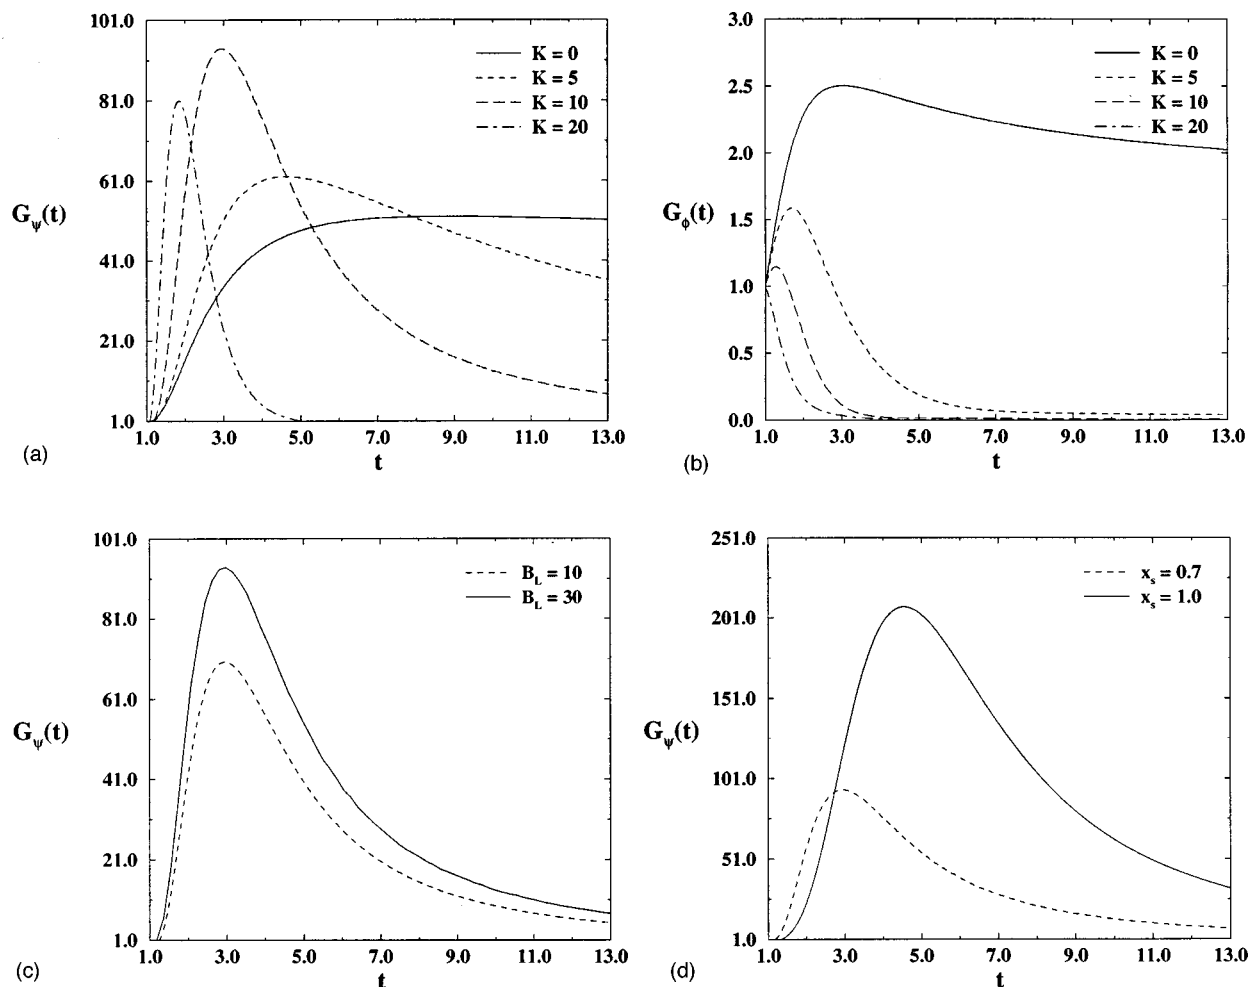 101.0
81.0
61.0
41.0
21.0
1.0
G_ψ(t)
K = 0
K = 5
K = 10
K = 20
1.0 3.0 5.0 7.0 9.0 11.0 13.0
t
(a)
3.0
2.5
2.0
1.5
1.0
0.5
0.0
G_ϕ(t)
K = 0
K = 5
K = 10
K = 20
1.0 3.0 5.0 7.0 9.0 11.0 13.0
t
(b)
101.0
81.0
61.0
41.0
21.0
1.0
G_ψ(t)
B_L = 10
B_L = 30
1.0 3.0 5.0 7.0 9.0 11.0 13.0
t
(c)
251.0
201.0
151.0
101.0
51.0
1.0
G_ψ(t)
x_s = 0.7
x_s = 1.0
1.0 3.0 5.0 7.0 9.0 11.0 13.0
t
(d)